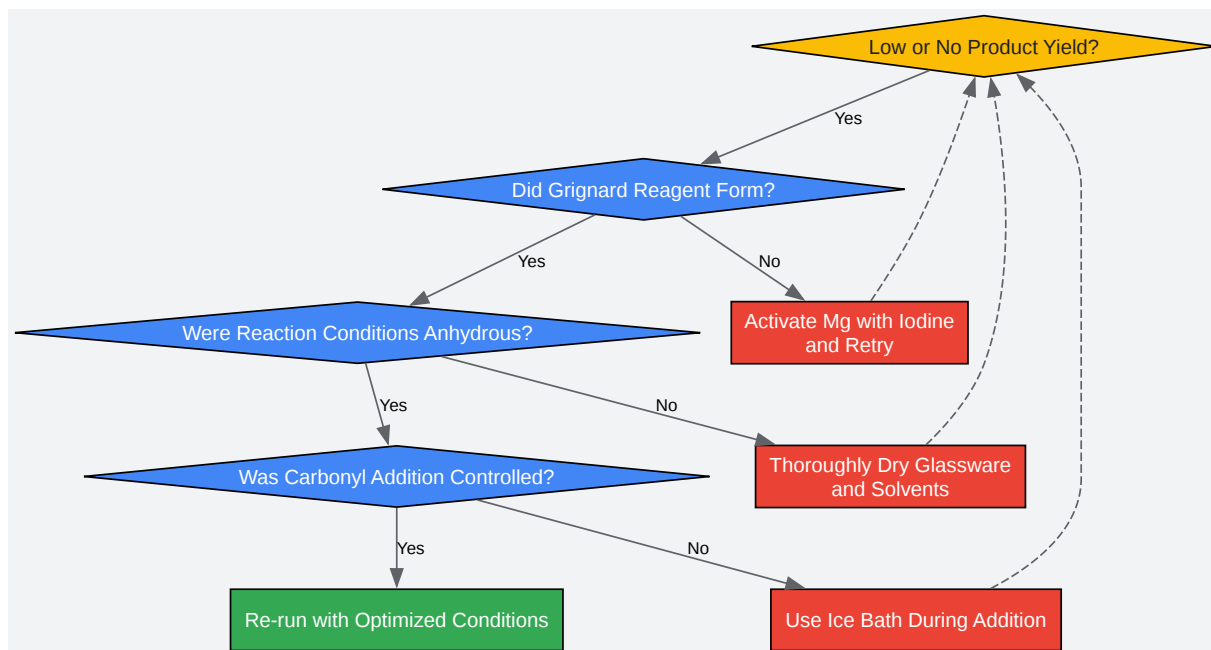 Low or No Product Yield?
Yes
Did Grignard Reagent Form?
Yes
No
Were Reaction Conditions Anhydrous?
Activate Mg with Iodine
and Retry
Yes
No
Was Carbonyl Addition Controlled?
Thoroughly Dry Glassware
and Solvents
Yes
No
Re-run with Optimized Conditions
Use Ice Bath During Addition